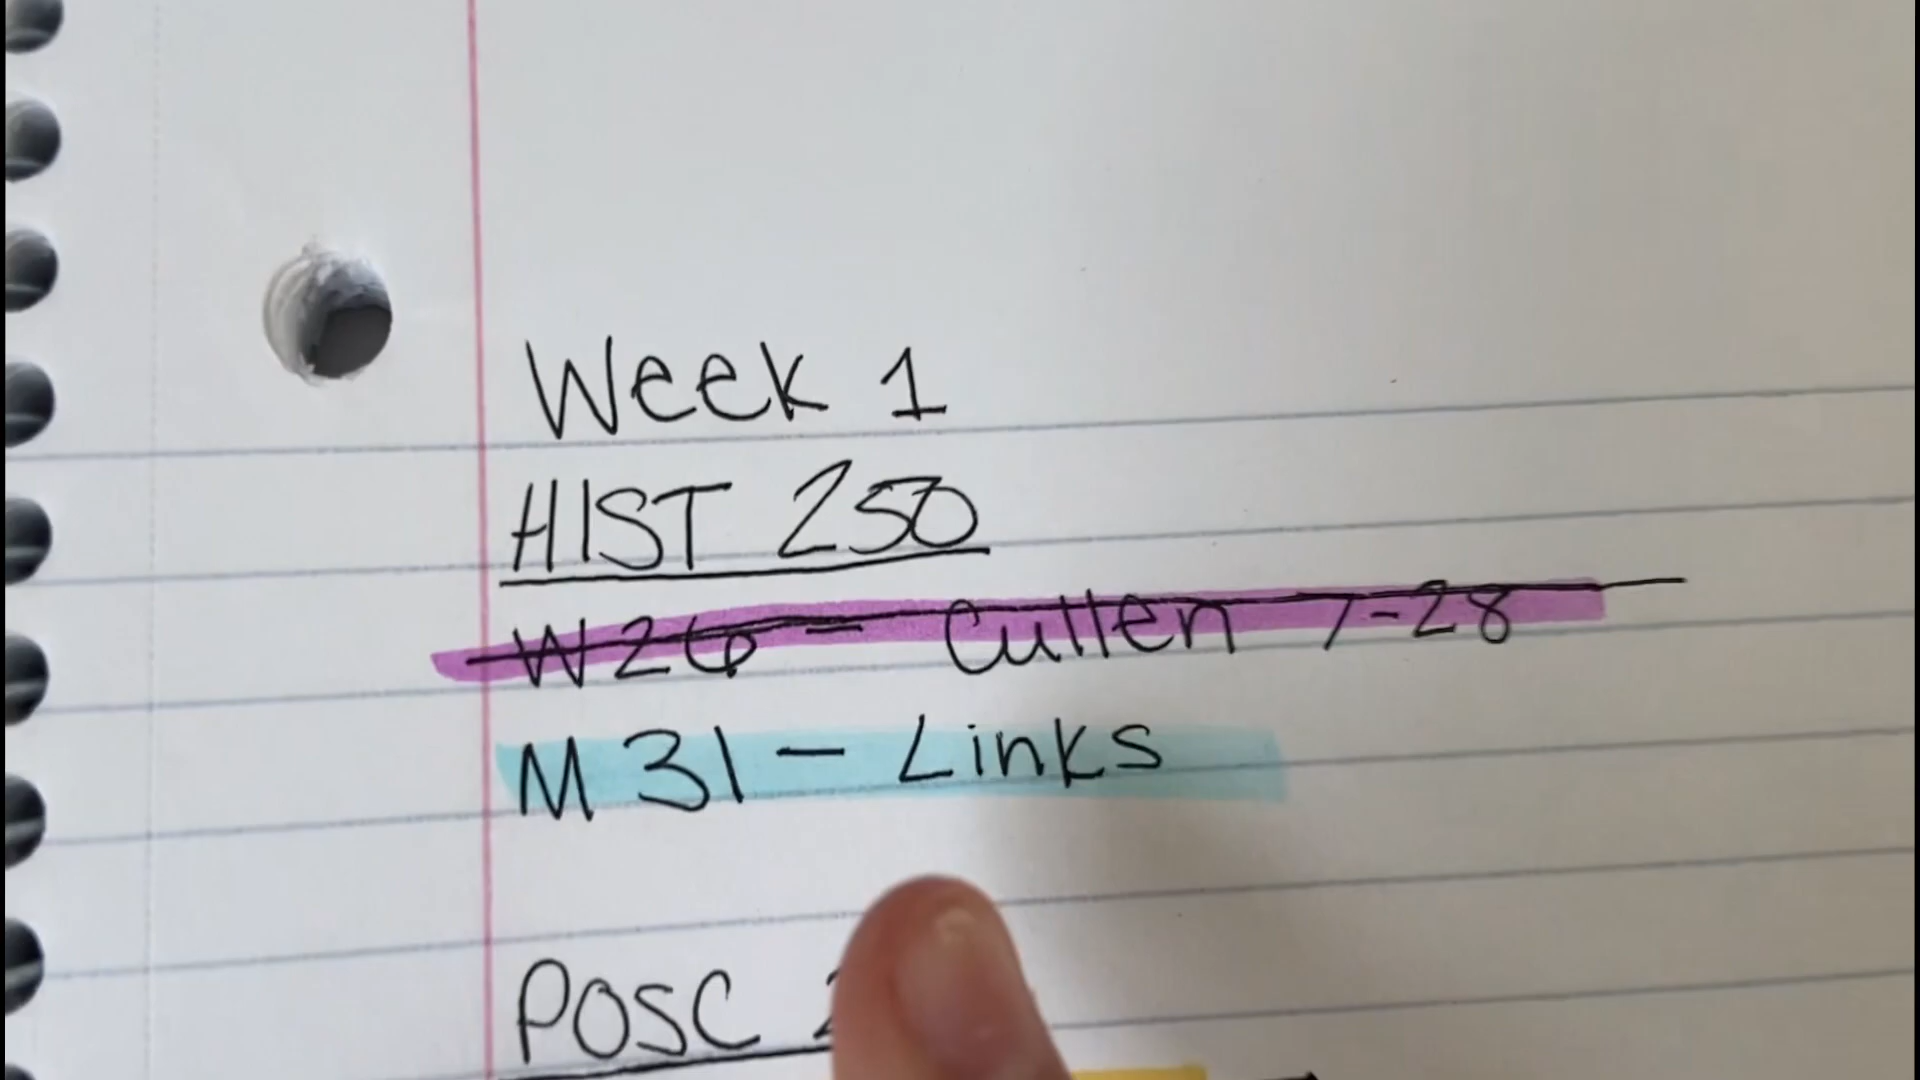 Week 1
HIST 250
W26 - Cullen 7-28
M 31 - Links
POSC